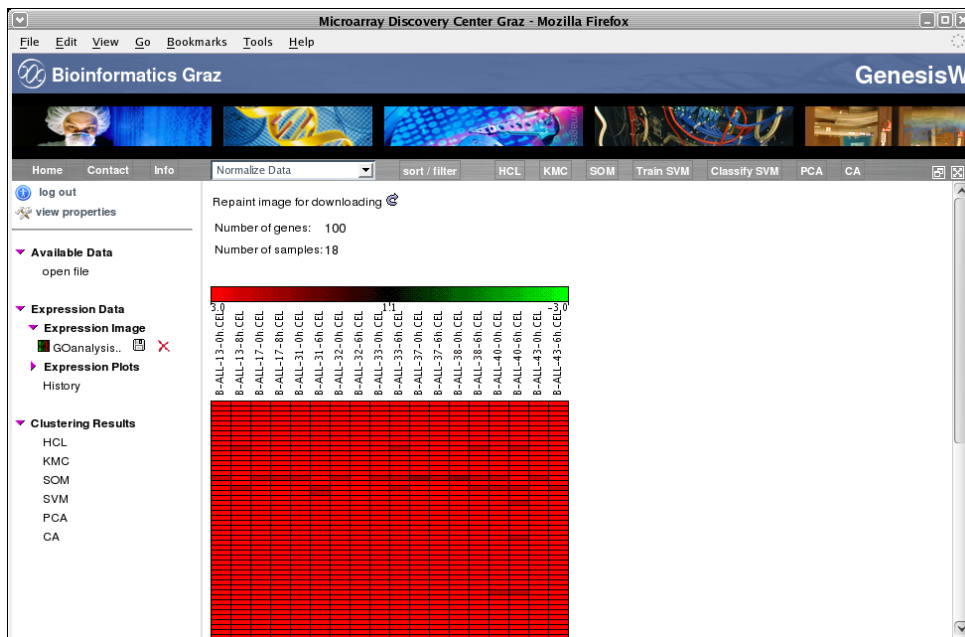 Microarray Discovery Center Graz - Mozilla Firefox
File Edit View Go Bookmarks Tools Help
Bioinformatics Graz
GenesisW
Home Contact Info Normalize Data sort / filter HCL KMC SOM Train SVM Classify SVM PCA CA
log out
view properties
Available Data
open file
Expression Data
Expression Image
GOanalysis..
Expression Plots
History
Clustering Results
HCL
KMC
SOM
SVM
PCA
CA
Repaint image for downloading
Number of genes: 100
Number of samples: 18
3.0 1:1 -3.0
B-ALL-13-0h.CEL
B-ALL-13-8h.CEL
B-ALL-17-0h.CEL
B-ALL-17-8h.CEL
B-ALL-31-0h.CEL
B-ALL-31-6h.CEL
B-ALL-32-0h.CEL
B-ALL-32-6h.CEL
B-ALL-33-0h.CEL
B-ALL-33-6h.CEL
B-ALL-37-0h.CEL
B-ALL-37-6h.CEL
B-ALL-38-0h.CEL
B-ALL-38-6h.CEL
B-ALL-40-0h.CEL
B-ALL-40-6h.CEL
B-ALL-43-0h.CEL
B-ALL-43-6h.CEL